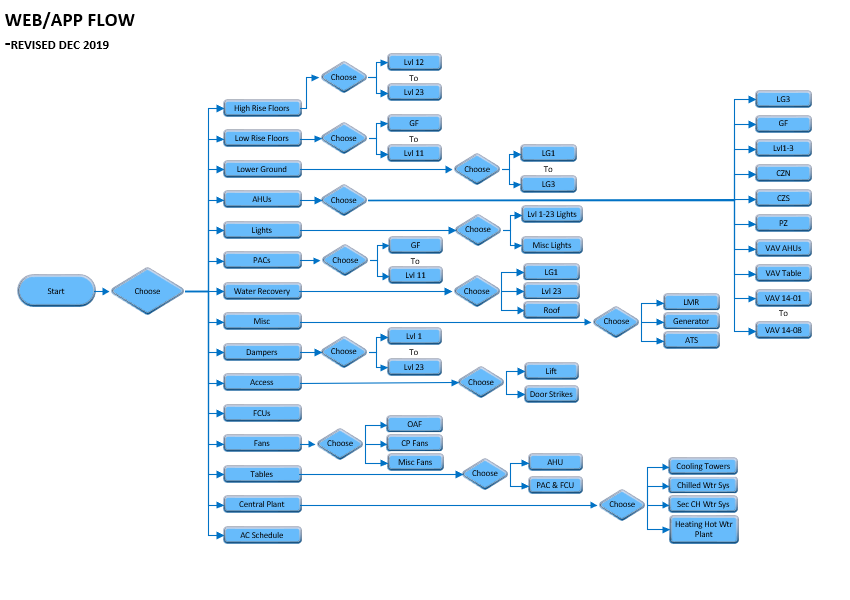 WEB/APP FLOW
-REVISED DEC 2019
Start
Choose
High Rise Floors
Choose
Lvl 12
To
Lvl 23
Low Rise Floors
Choose
GF
To
Lvl 11
Lower Ground
Choose
LG1
To
LG3
AHUs
Choose
LG3
GF
Lvl1-3
CZN
CZS
PZ
VAV AHUs
VAV Table
VAV 14-01
To
VAV 14-08
Lights
Choose
Lvl 1-23 Lights
Misc Lights
PACs
Choose
GF
To
Lvl 11
Water Recovery
Choose
LG1
Lvl 23
Roof
Misc
Choose
LMR
Generator
ATS
Dampers
Choose
Lvl 1
To
Lvl 23
Access
Choose
Lift
Door Strikes
FCUs
Fans
Choose
OAF
CP Fans
Misc Fans
Tables
Choose
AHU
PAC & FCU
Central Plant
Choose
Cooling Towers
Chilled Wtr Sys
Sec CH Wtr Sys
Heating Hot Wtr
Plant
AC Schedule